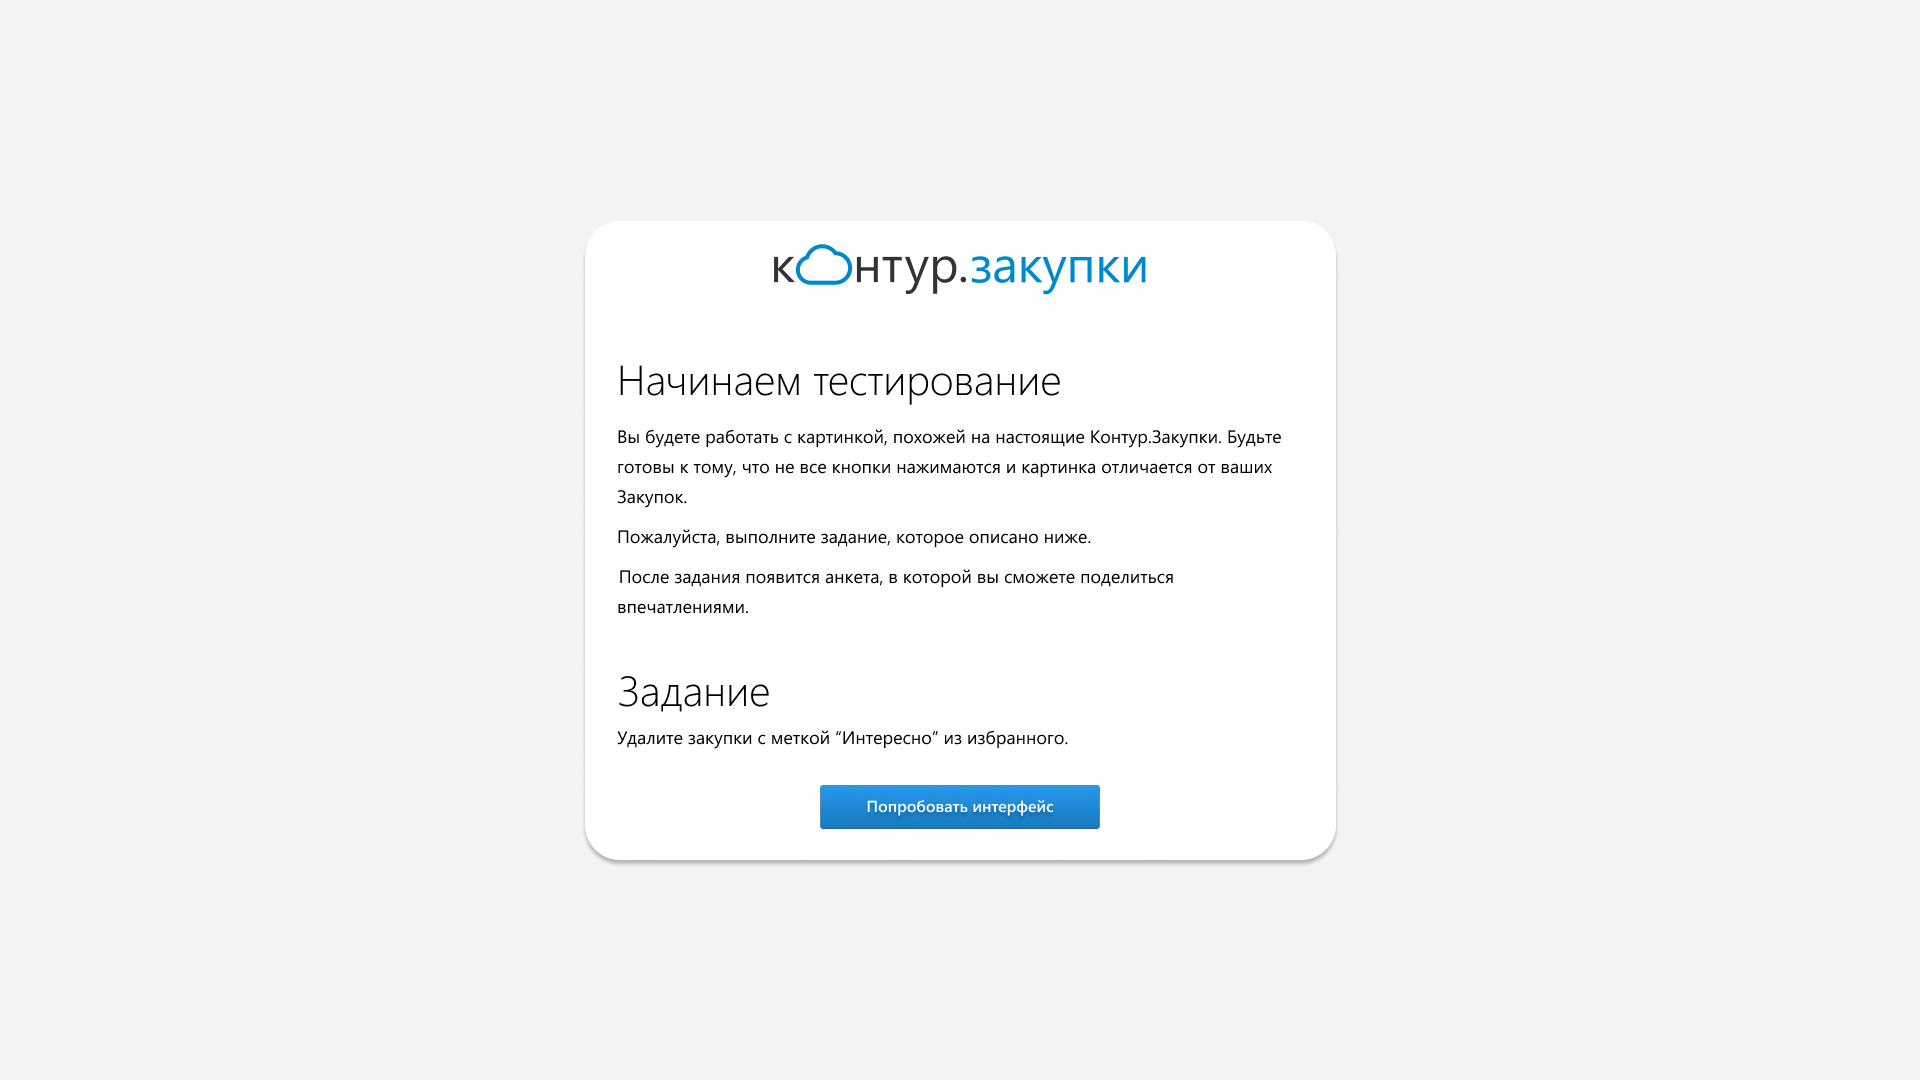 контур.закупки
Начинаем тестирование
Вы будете работать с картинкой, похожей на настоящие Контур.Закупки. Будьте
готовы к тому, что не все кнопки нажимаются и картинка отличается от ваших
Закупок.
Пожалуйста, выполните задание, которое описано ниже.
После задания появится анкета, в которой вы сможете поделиться
впечатлениями.
Задание
Удалите закупки с меткой “Интересно” из избранного.
Попробовать интерфейс